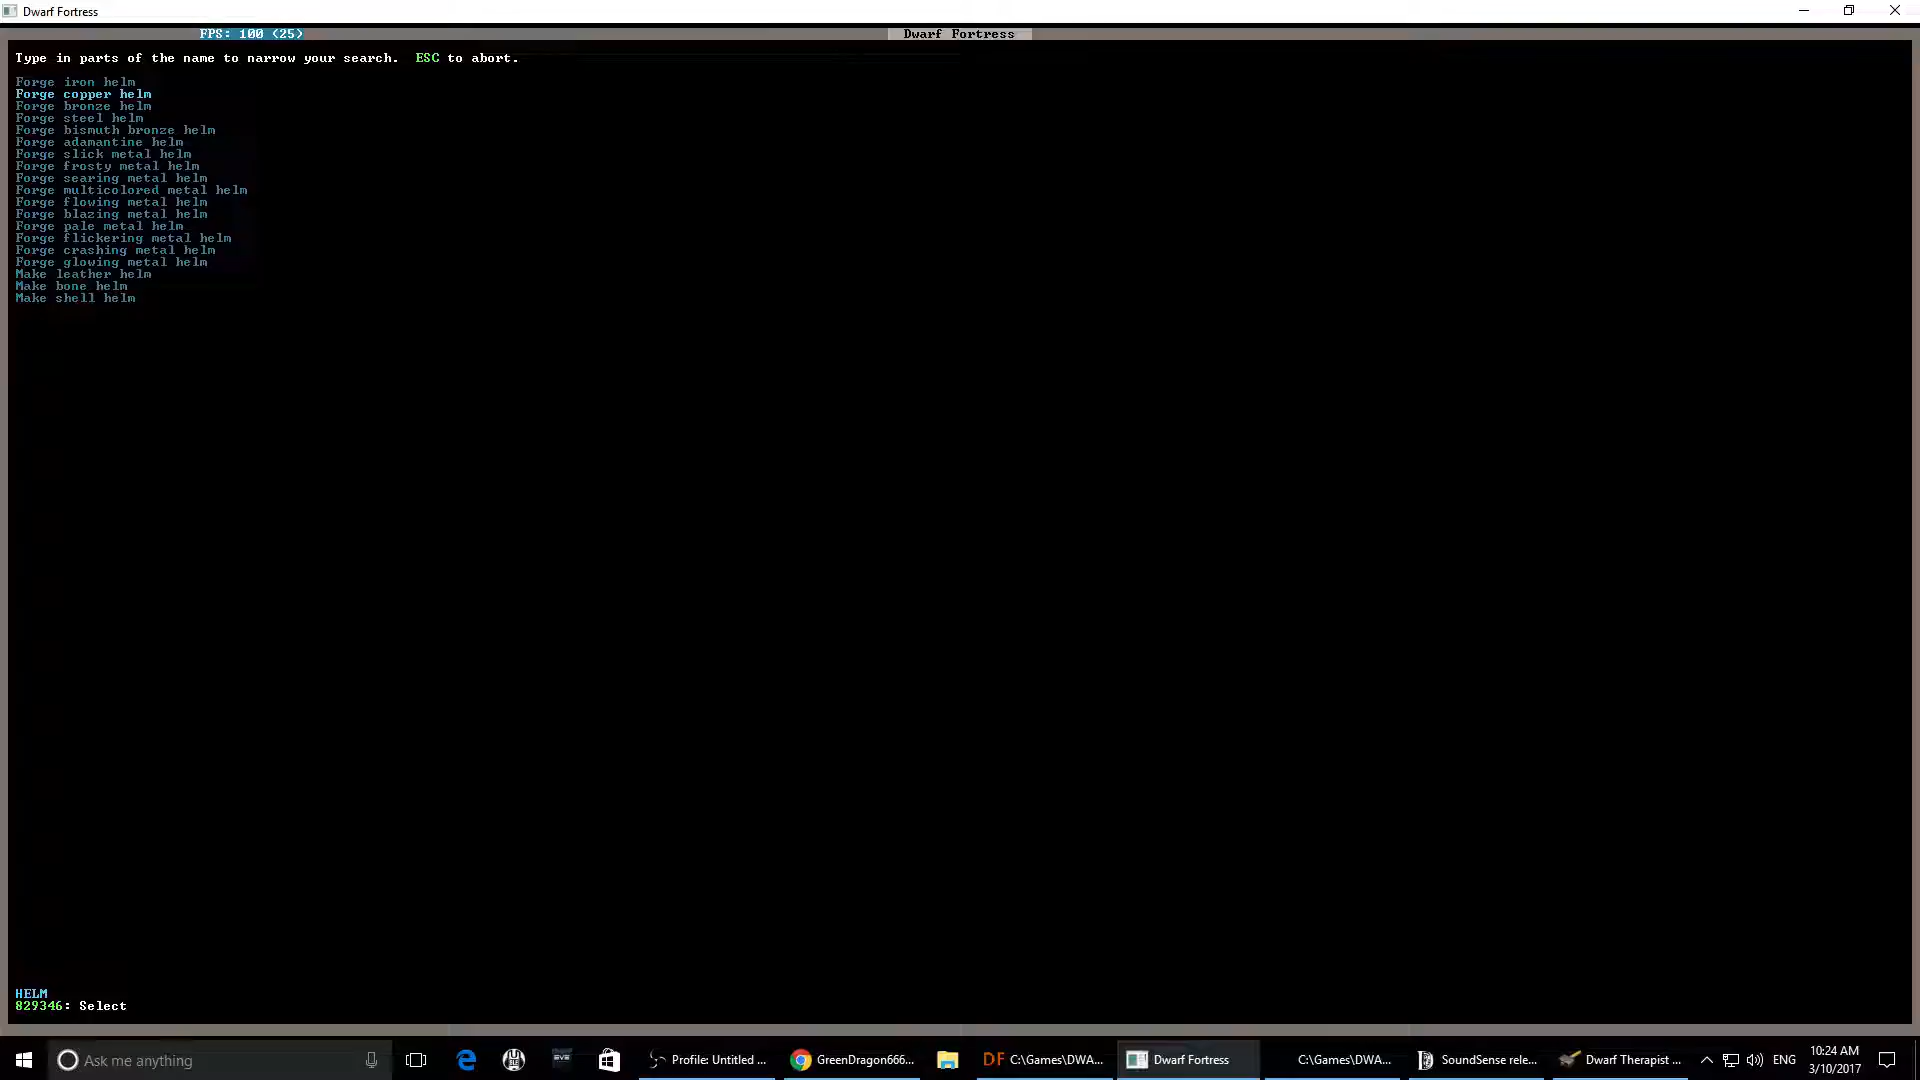 Dwarf Fortress
FPS: 100 (25)
Dwarf Fortress
Type in parts of the name to narrow your search. ESC to abort.
Forge iron helm
Forge copper helm
Forge bronze helm
Forge steel helm
Forge bismuth bronze helm
Forge adamantine helm
Forge slick metal helm
Forge frosty metal helm
Forge searing metal helm
Forge multicolored metal helm
Forge flowing metal helm
Forge blazing metal helm
Forge pale metal helm
Forge flickering metal helm
Forge crashing metal helm
Forge glowing metal helm
Make leather helm
Make bone helm
Make shell helm
HELM
829346: Select
Ask me anything
EVE
Profile: Untitled ...
GreenDragon666...
DF C:\Games\DWA...
Dwarf Fortress
C:\Games\DWA...
SoundSense rele...
Dwarf Therapist ...
ENG
10:24 AM
3/10/2017